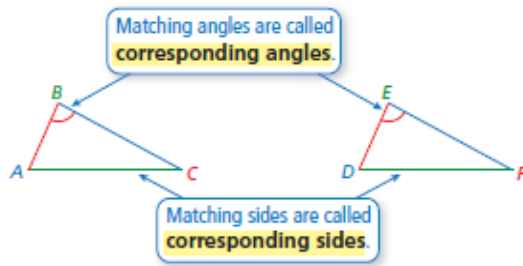 Matching angles are called
corresponding angles.
B
E
A
C
D
F
Matching sides are called
corresponding sides.